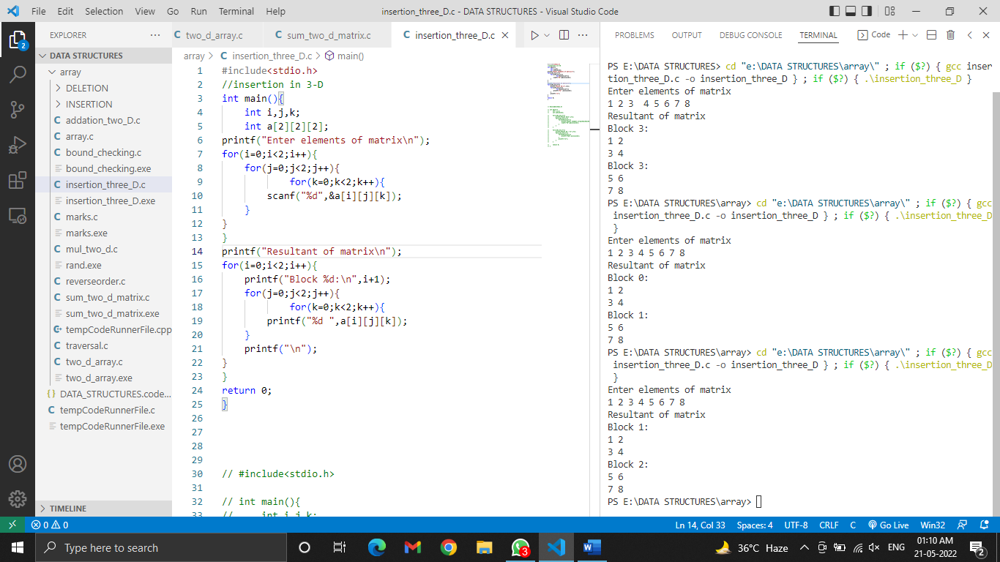 File Edit Selection View Go Run Terminal Help
insertion_three_D.c - DATA STRUCTURES - Visual Studio Code
EXPLORER
DATA STRUCTURES
array
DELETION
INSERTION
addation_two_D.c
array.c
bound_checking.c
bound_checking.exe
insertion_three_D.c
insertion_three_D.exe
marks.c
marks.exe
mul_two_d.c
rand.exe
reverseorder.c
sum_two_d_matrix.c
sum_two_d_matrix.exe
tempCodeRunnerFile.cpp
traversal.c
two_d_array.c
two_d_array.exe
DATA_STRUCTURES.code...
tempCodeRunnerFile.c
tempCodeRunnerFile.exe
TIMELINE
2
two_d_array.c sum_two_d_matrix.c insertion_three_D.c
array > insertion_three_D.c > main()
1 #include<stdio.h>
2 //insertion in 3-D
3 int main(){
4 int i,j,k;
5 int a[2][2][2];
6 printf("Enter elements of matrix\n");
7 for(i=0;i<2;i++){
8 for(j=0;j<2;j++){
9 for(k=0;k<2;k++){
10 scanf("%d",&a[i][j][k]);
11 }
12 }
13 }
14 printf("Resultant of matrix\n");
15 for(i=0;i<2;i++){
16 printf("Block %d:\n",i+1);
17 for(j=0;j<2;j++){
18 for(k=0;k<2;k++){
19 printf("%d ",a[i][j][k]);
20 }
21 printf("\n");
22 }
23 }
24 return 0;
25 }
26
27
28
29
30 // #include<stdio.h>
31
32 // int main(){
33 // int i,j,k;
PROBLEMS OUTPUT DEBUG CONSOLE TERMINAL Code
PS E:\DATA STRUCTURES> cd "e:\DATA STRUCTURES\array\" ; if ($?) { gcc inser
tion_three_D.c -o insertion_three_D } ; if ($?) { .\insertion_three_D }
Enter elements of matrix
1 2 3  4 5 6 7 8
Resultant of matrix
Block 3:
1 2
3 4
Block 3:
5 6
7 8
PS E:\DATA STRUCTURES\array> cd "e:\DATA STRUCTURES\array\" ; if ($?) { gcc
insertion_three_D.c -o insertion_three_D } ; if ($?) { .\insertion_three_D
}
Enter elements of matrix
1 2 3 4 5 6 7 8
Resultant of matrix
Block 0:
1 2
3 4
Block 1:
5 6
7 8
PS E:\DATA STRUCTURES\array> cd "e:\DATA STRUCTURES\array\" ; if ($?) { gcc
insertion_three_D.c -o insertion_three_D } ; if ($?) { .\insertion_three_D
}
Enter elements of matrix
1 2 3 4 5 6 7 8
Resultant of matrix
Block 1:
1 2
3 4
Block 2:
5 6
7 8
PS E:\DATA STRUCTURES\array>
0 0 Ln 14, Col 33 Spaces: 4 UTF-8 CRLF C Go Live Win32
Type here to search
3
36°C Haze
ENG
01:10 AM
21-05-2022
2